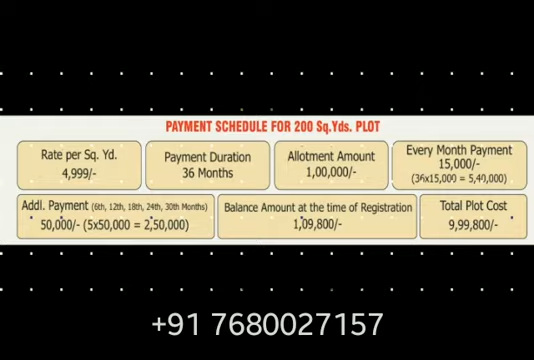 PAYMENT SCHEDULE FOR 200 Sq.Yds. PLOT
Rate per Sq. Yd.
4,999/-
Payment Duration
36 Months
Allotment Amount
1,00,000/-
Every Month Payment
15,000/-
(36x15,000 = 5,40,000)
Addl. Payment (6th, 12th, 18th, 24th, 30th Months)
50,000/- (5x50,000 = 2,50,000)
Balance Amount at the time of Registration
1,09,800/-
Total Plot Cost
9,99,800/-
+91 7680027157